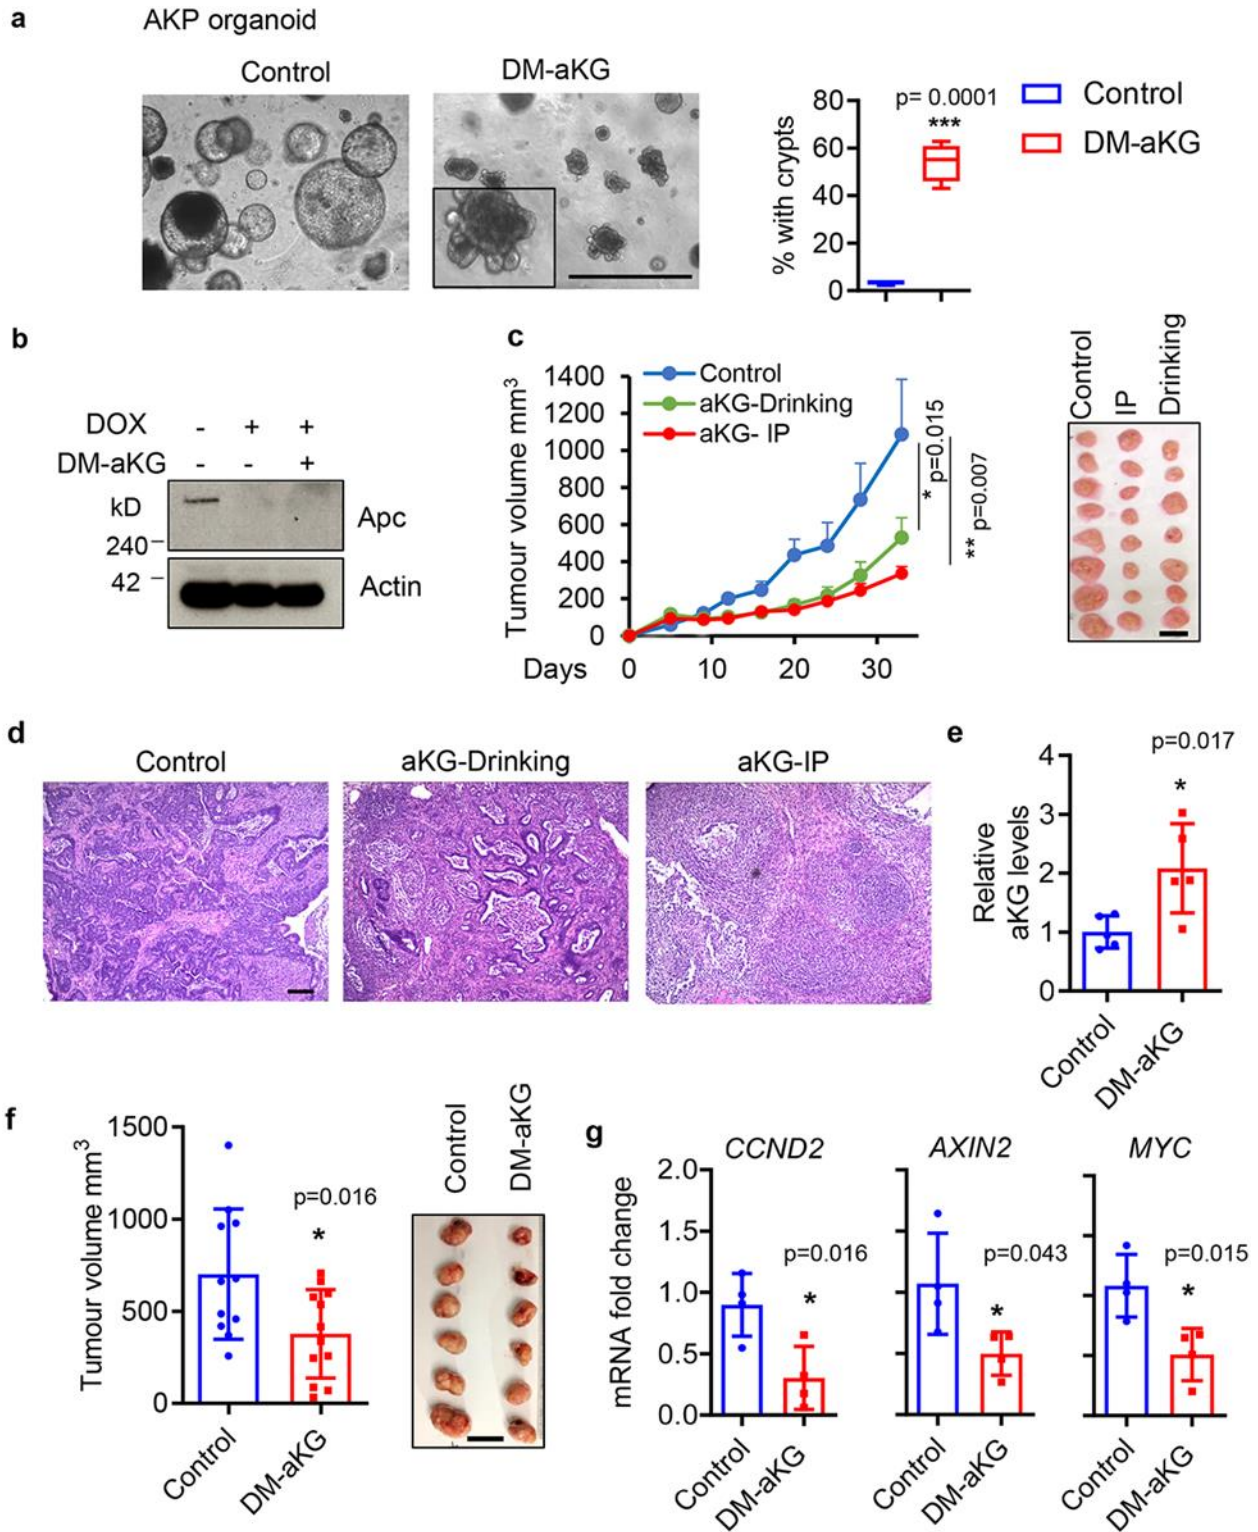 a
AKP organoid
Control
DM-aKG
% with crypts
80
60
40
20
0
p= 0.0001
***
Control
DM-aKG
b
DOX - + +
DM-aKG - - +
kD
240
42
Apc
Actin
c
Tumour volume mm3
1400
1200
1000
800
600
400
200
0
Control
aKG-Drinking
aKG- IP
* p=0.015
** p=0.007
Days 0 10 20 30
Control
IP
Drinking
d
Control
aKG-Drinking
aKG-IP
e
Relative
aKG levels
4
3
2
1
0
p=0.017
*
Control
DM-aKG
f
Tumour volume mm3
1500
1000
500
0
p=0.016
*
Control
DM-aKG
Control
DM-aKG
g
mRNA fold change
2.0
1.5
1.0
0.5
0.0
CCND2
p=0.016
*
Control
DM-aKG
AXIN2
p=0.043
*
Control
DM-aKG
MYC
p=0.015
*
Control
DM-aKG